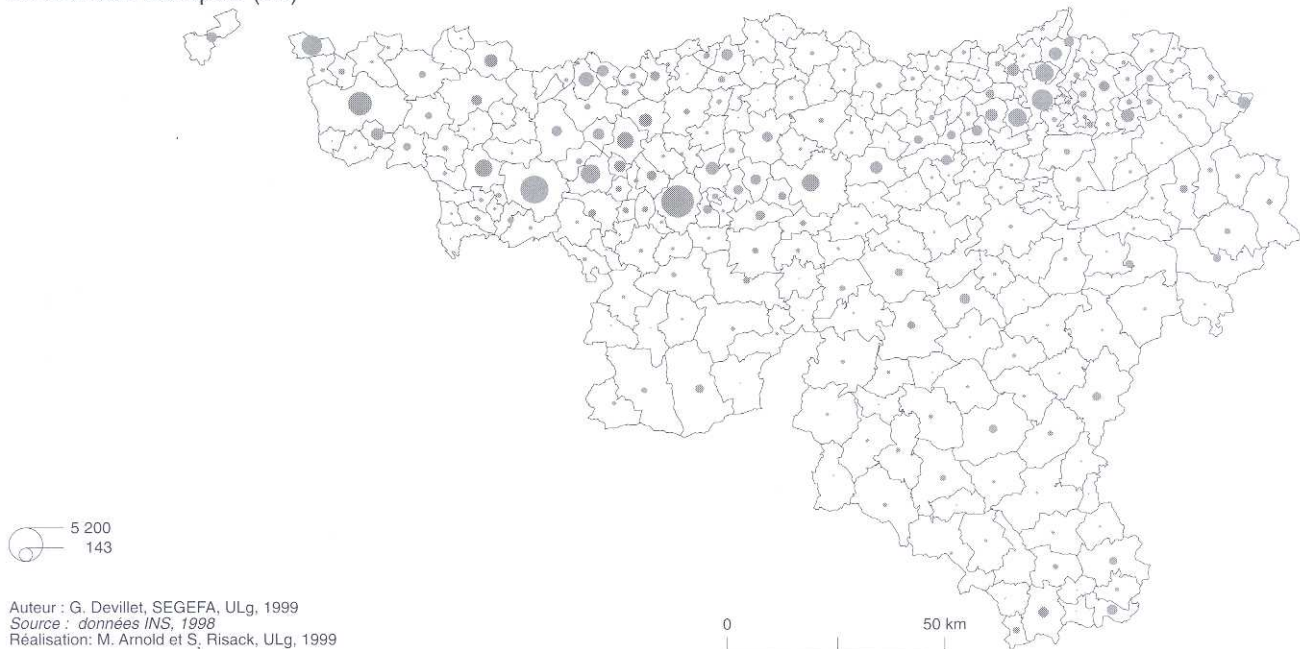 5 200
143
Auteur : G. Devillet, SEGEFA, ULg, 1999
Source : données INS, 1998
Réalisation: M. Arnold et S. Risack, ULg, 1999
0 50 km